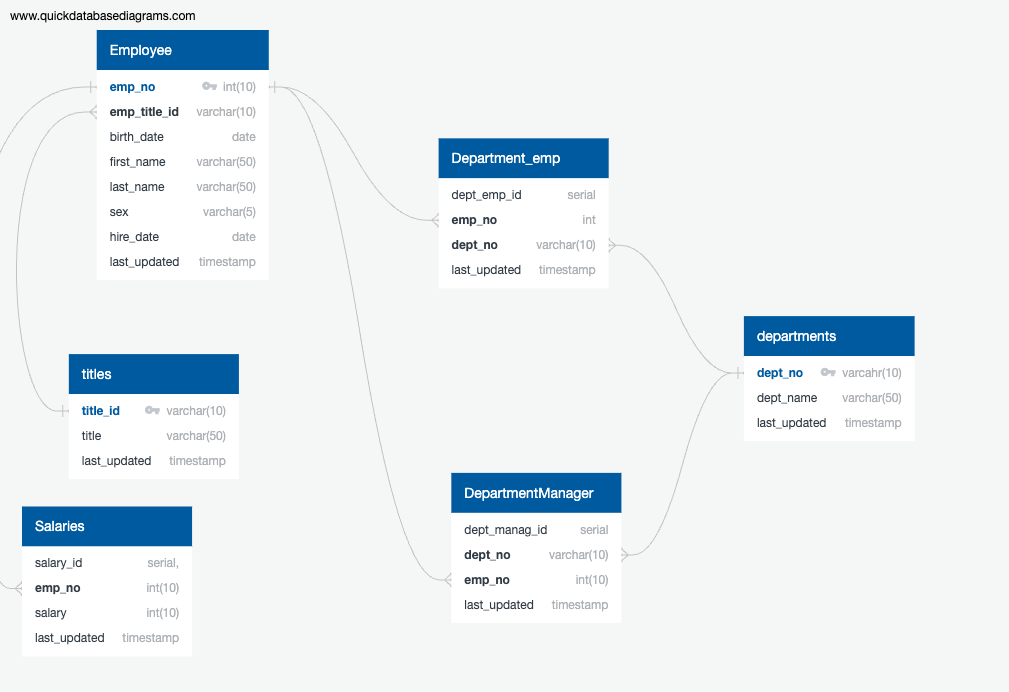 www.quickdatabasediagrams.com
Employee
emp_no int(10)
emp_title_id varchar(10)
birth_date date
first_name varchar(50)
last_name varchar(50)
sex varchar(5)
hire_date date
last_updated timestamp
Department_emp
dept_emp_id serial
emp_no int
dept_no varchar(10)
last_updated timestamp
departments
dept_no varcahr(10)
dept_name varchar(50)
last_updated timestamp
titles
title_id varchar(10)
title varchar(50)
last_updated timestamp
DepartmentManager
dept_manag_id serial
dept_no varchar(10)
emp_no int(10)
last_updated timestamp
Salaries
salary_id serial,
emp_no int(10)
salary int(10)
last_updated timestamp